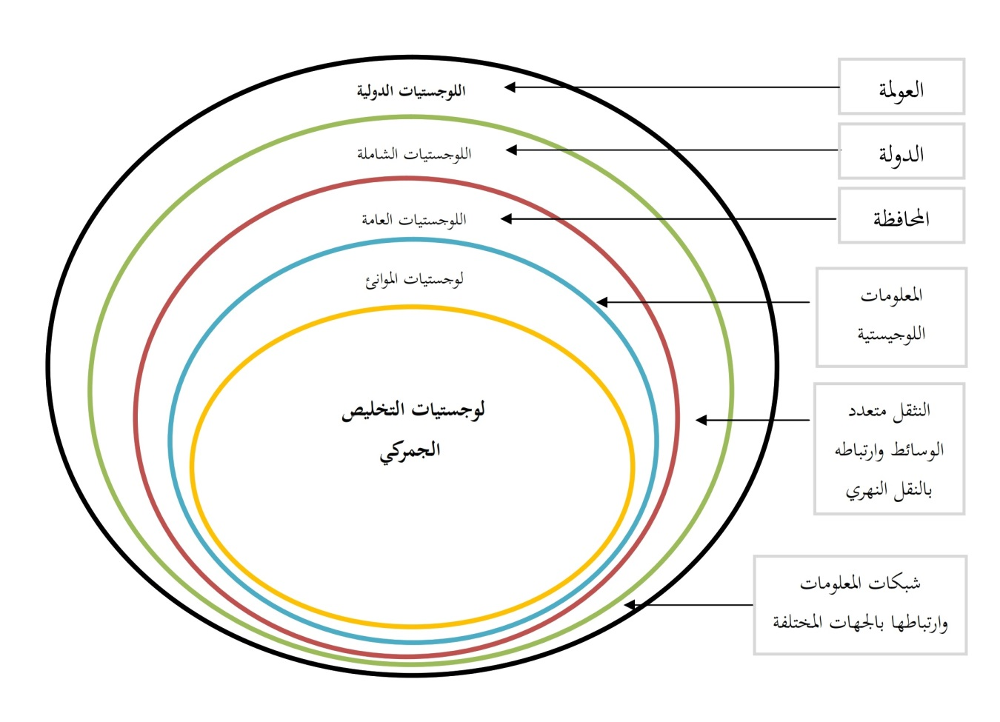 اللوجستيات الدولية
العولمة
اللوجستيات الشاملة
الدولة
اللوجستيات العامة
المحافظة
لوجستيات الموانئ
المعلومات
اللوجيستية
لوجستيات التخليص
الجمركي
النثقل متعدد
الوسائط وارتباطه
بالنقل النهري
شبكات المعلومات
وارتباطها بالجهات المختلفة